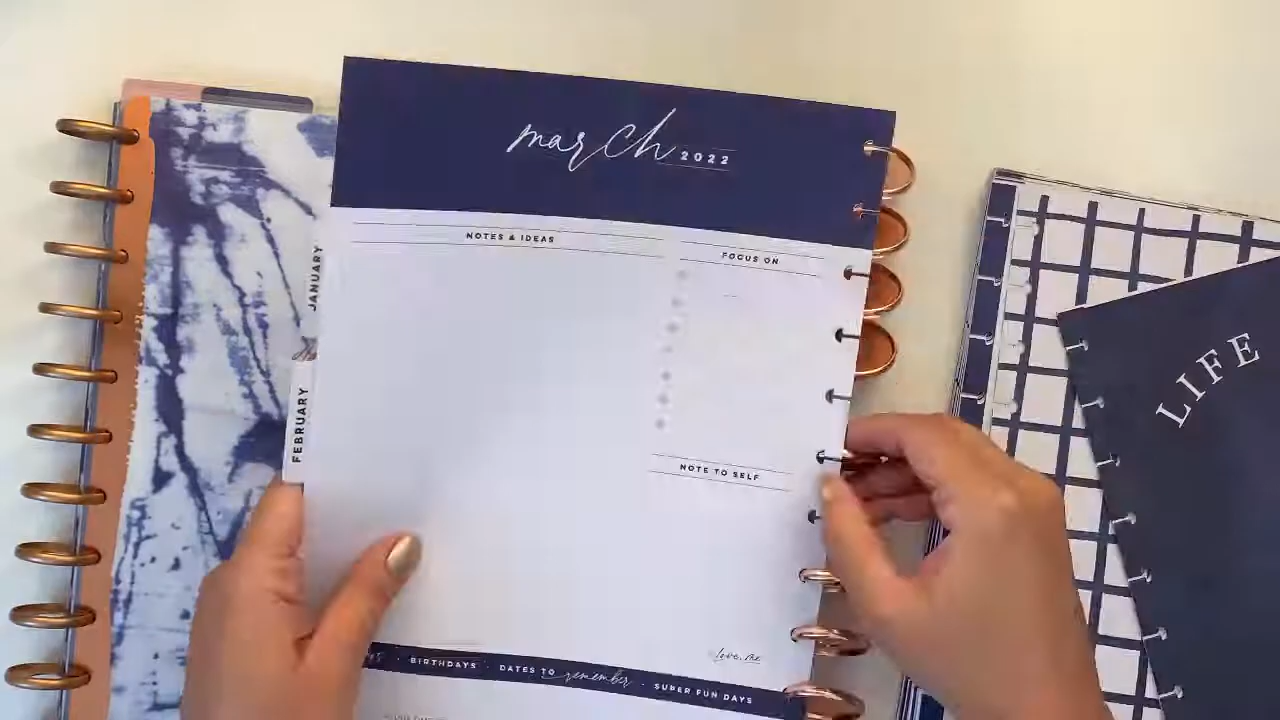 march 2022
NOTES & IDEAS
FOCUS ON
JANUARY
FEBRUARY
NOTE TO SELF
love, me
· BIRTHDAYS · DATES TO remember · SUPER FUN DAYS
LIFE